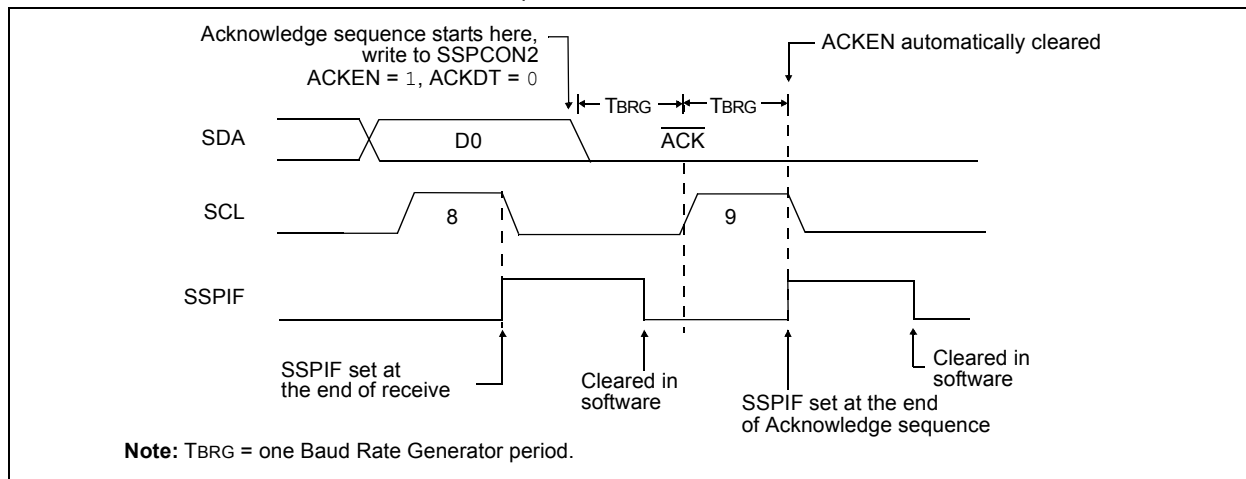 Acknowledge sequence starts here,
write to SSPCON2
ACKEN = 1, ACKDT = 0
ACKEN automatically cleared
TBRG
TBRG
SDA
D0
ACK
SCL
8
9
SSPIF
SSPIF set at
the end of receive
Cleared in
software
SSPIF set at the end
of Acknowledge sequence
Cleared in
software
Note: TBRG = one Baud Rate Generator period.